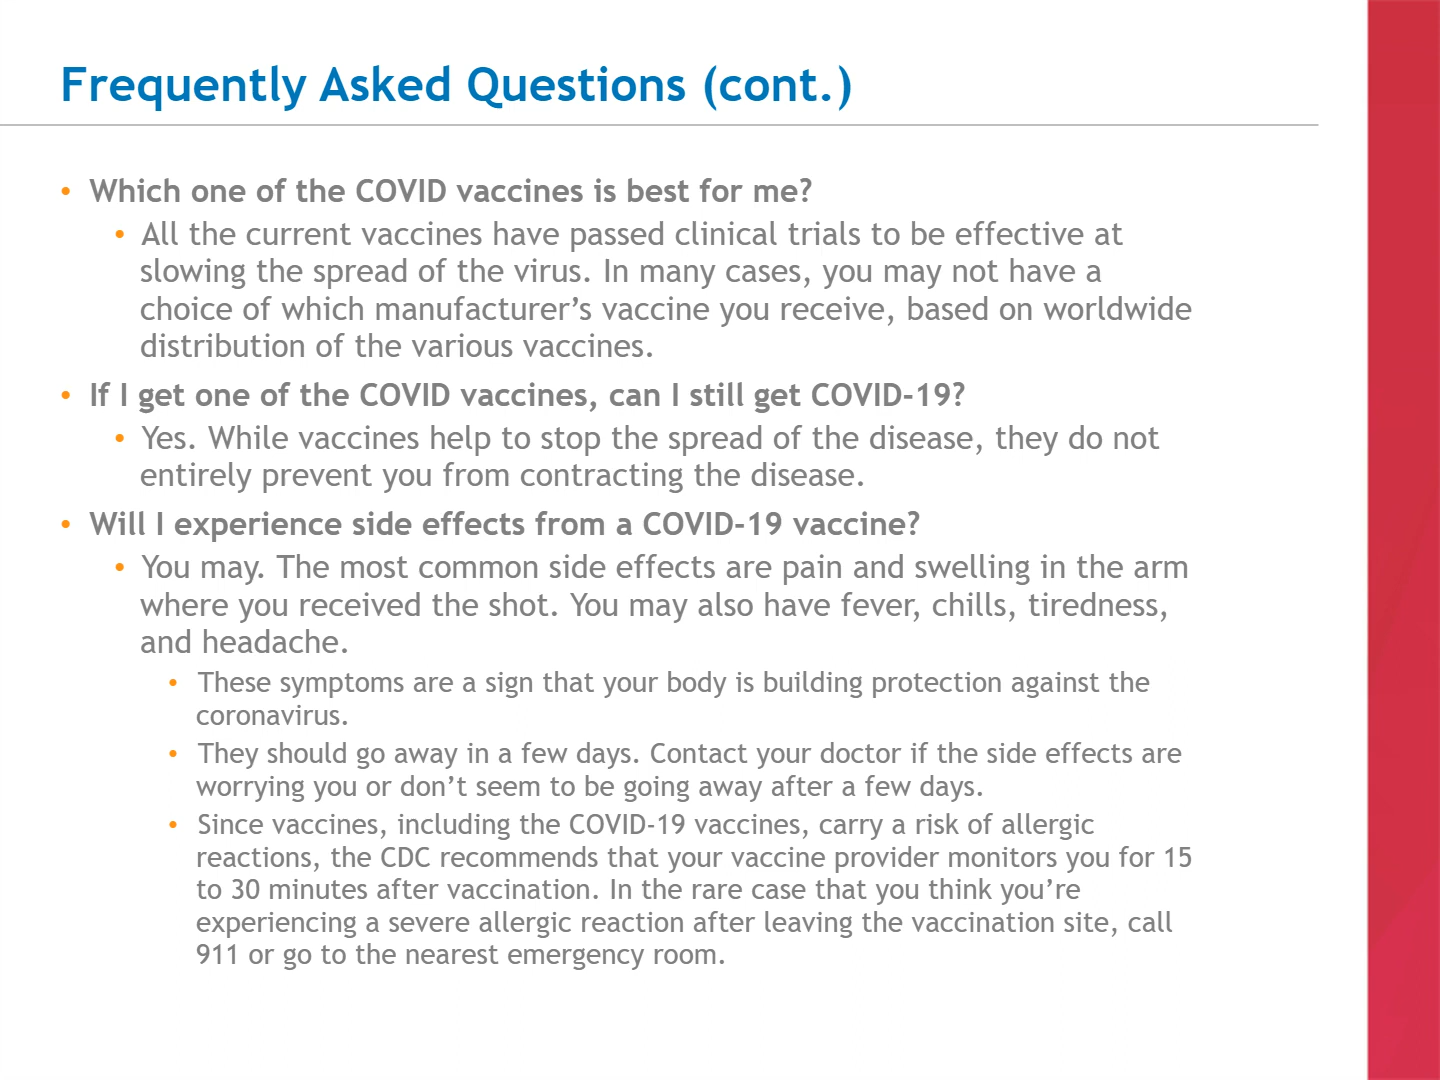 Frequently Asked Questions (cont.)
• Which one of the COVID vaccines is best for me?
• All the current vaccines have passed clinical trials to be effective at
slowing the spread of the virus. In many cases, you may not have a
choice of which manufacturer’s vaccine you receive, based on worldwide
distribution of the various vaccines.
• If I get one of the COVID vaccines, can I still get COVID-19?
• Yes. While vaccines help to stop the spread of the disease, they do not
entirely prevent you from contracting the disease.
• Will I experience side effects from a COVID-19 vaccine?
• You may. The most common side effects are pain and swelling in the arm
where you received the shot. You may also have fever, chills, tiredness,
and headache.
• These symptoms are a sign that your body is building protection against the
coronavirus.
• They should go away in a few days. Contact your doctor if the side effects are
worrying you or don’t seem to be going away after a few days.
• Since vaccines, including the COVID-19 vaccines, carry a risk of allergic
reactions, the CDC recommends that your vaccine provider monitors you for 15
to 30 minutes after vaccination. In the rare case that you think you’re
experiencing a severe allergic reaction after leaving the vaccination site, call
911 or go to the nearest emergency room.